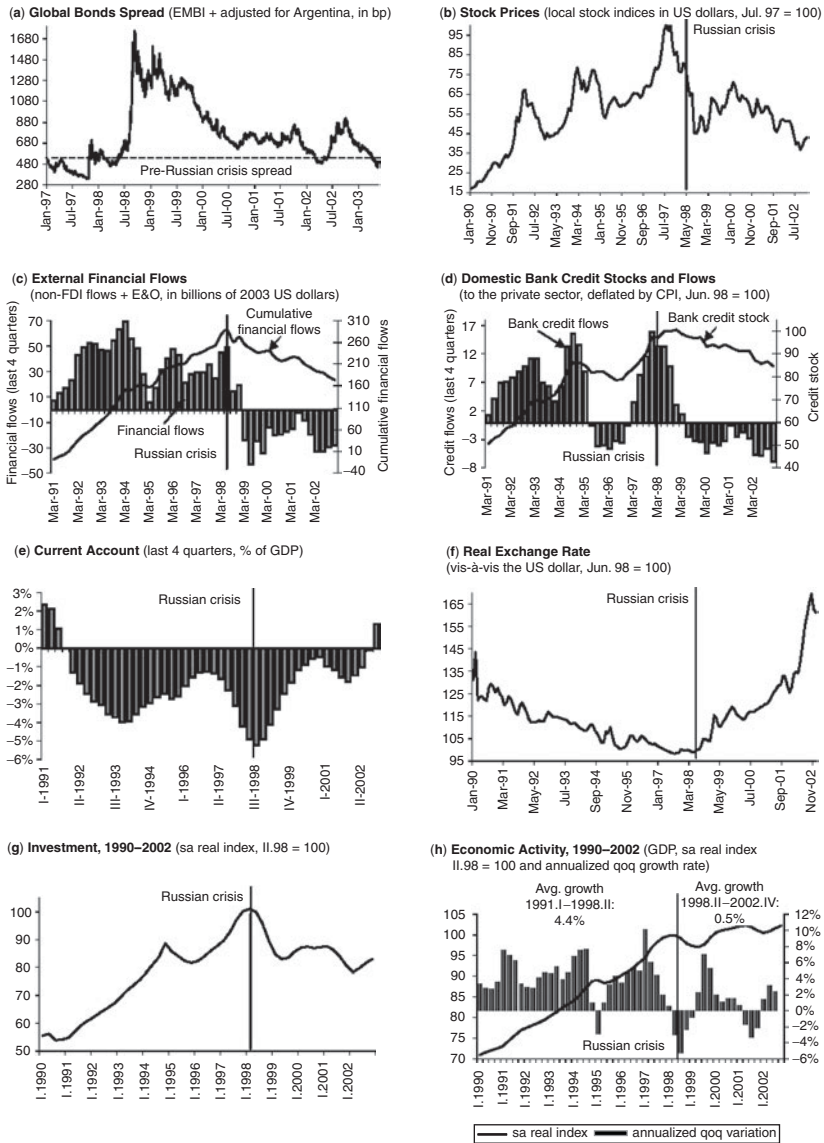 (a) Global Bonds Spread (EMBI + adjusted for Argentina, in bp)
1680
1480
1280
1080
880
680
480
280
Pre-Russian crisis spread
Jan-97
Jul-97
Jan-98
Jul-98
Jan-99
Jul-99
Jan-00
Jul-00
Jan-01
Jul-01
Jan-02
Jul-02
Jan-03
(b) Stock Prices (local stock indices in US dollars, Jul. 97 = 100)
Russian crisis
95
85
75
65
55
45
35
25
15
Jan-90
Nov-90
Sep-91
Jul-92
May-93
Mar-94
Jan-95
Nov-95
Sep-96
Jul-97
May-98
Mar-99
Jan-00
Nov-00
Sep-01
Jul-02
(c) External Financial Flows
(non-FDI flows + E&O, in billions of 2003 US dollars)
Financial flows (last 4 quarters)
70
50
30
10
−10
−30
−50
Cumulative
financial flows
Financial flows
Russian crisis
310
260
210
160
110
60
10
−40
Cumulative financial flows
Mar-91
Mar-92
Mar-93
Mar-94
Mar-95
Mar-96
Mar-97
Mar-98
Mar-99
Mar-00
Mar-01
Mar-02
(d) Domestic Bank Credit Stocks and Flows
(to the private sector, deflated by CPI, Jun. 98 = 100)
Credit flows (last 4 quarters)
17
12
7
2
−3
−8
Bank credit flows
Bank credit stock
Russian crisis
100
90
80
70
60
50
40
Credit stock
Mar-91
Mar-92
Mar-93
Mar-94
Mar-95
Mar-96
Mar-97
Mar-98
Mar-99
Mar-00
Mar-01
Mar-02
(e) Current Account (last 4 quarters, % of GDP)
3%
2%
1%
0%
−1%
−2%
−3%
−4%
−5%
−6%
Russian crisis
I-1991
II-1992
III-1993
IV-1994
I-1996
II-1997
III-1998
IV-1999
I-2001
II-2002
(f) Real Exchange Rate
(vis-à-vis the US dollar, Jun. 98 = 100)
Russian crisis
165
155
145
135
125
115
105
95
Jan-90
Mar-91
May-92
Jul-93
Sep-94
Nov-95
Jan-97
Mar-98
May-99
Jul-00
Sep-01
Nov-02
(g) Investment, 1990–2002 (sa real index, II.98 = 100)
Russian crisis
100
90
80
70
60
50
I.1990
I.1991
I.1992
I.1993
I.1994
I.1995
I.1996
I.1997
I.1998
I.1999
I.2000
I.2001
I.2002
(h) Economic Activity, 1990–2002 (GDP, sa real index
II.98 = 100 and annualized qoq growth rate)
Avg. growth
1991.I–1998.II:
4.4%
Avg. growth
1998.II–2002.IV:
0.5%
105
100
95
90
85
80
75
70
12%
10%
8%
6%
4%
2%
0%
−2%
−4%
−6%
Russian crisis
I.1990
I.1991
I.1992
I.1993
I.1994
I.1995
I.1996
I.1997
I.1998
I.1999
I.2000
I.2001
I.2002
sa real index
annualized qoq variation